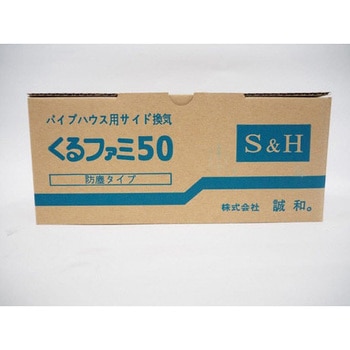 パイプハウス用サイド換気
くるファミ50
S&H
防塵タイプ
株式会社 誠和。